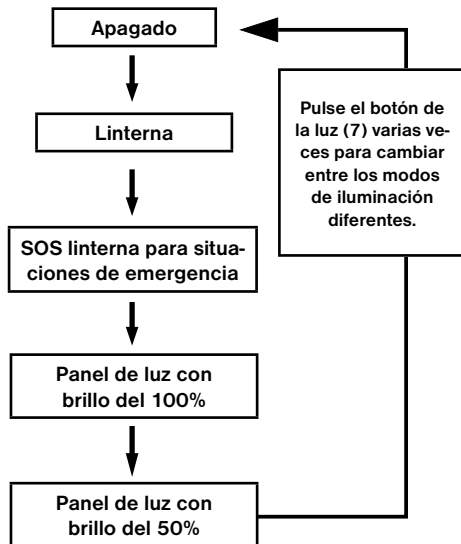 Apagado
Linterna
SOS linterna para situa-
ciones de emergencia
Panel de luz con
brillo del 100%
Panel de luz con
brillo del 50%
Pulse el botón de
la luz (7) varias ve-
ces para cambiar
entre los modos
de iluminación
diferentes.